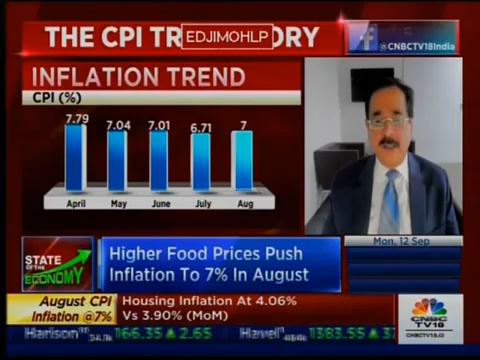 THE CPI TR
EDJIMOHLP
ORY
@CNBCTV18India
INFLATION TREND
CPI (%)
7.79
7.04
7.01
6.71
7
April
May
June
July
Aug
Mon, 12 Sep
STATE
OF THE
ECONOMY
Higher Food Prices Push
Inflation To 7% In August
August CPI
Inflation @7%
Housing Inflation At 4.06%
Vs 3.90% (MoM)
CNBC
TV18
CNBCTV18.COM
166.35 2.65
Havel
1383.55